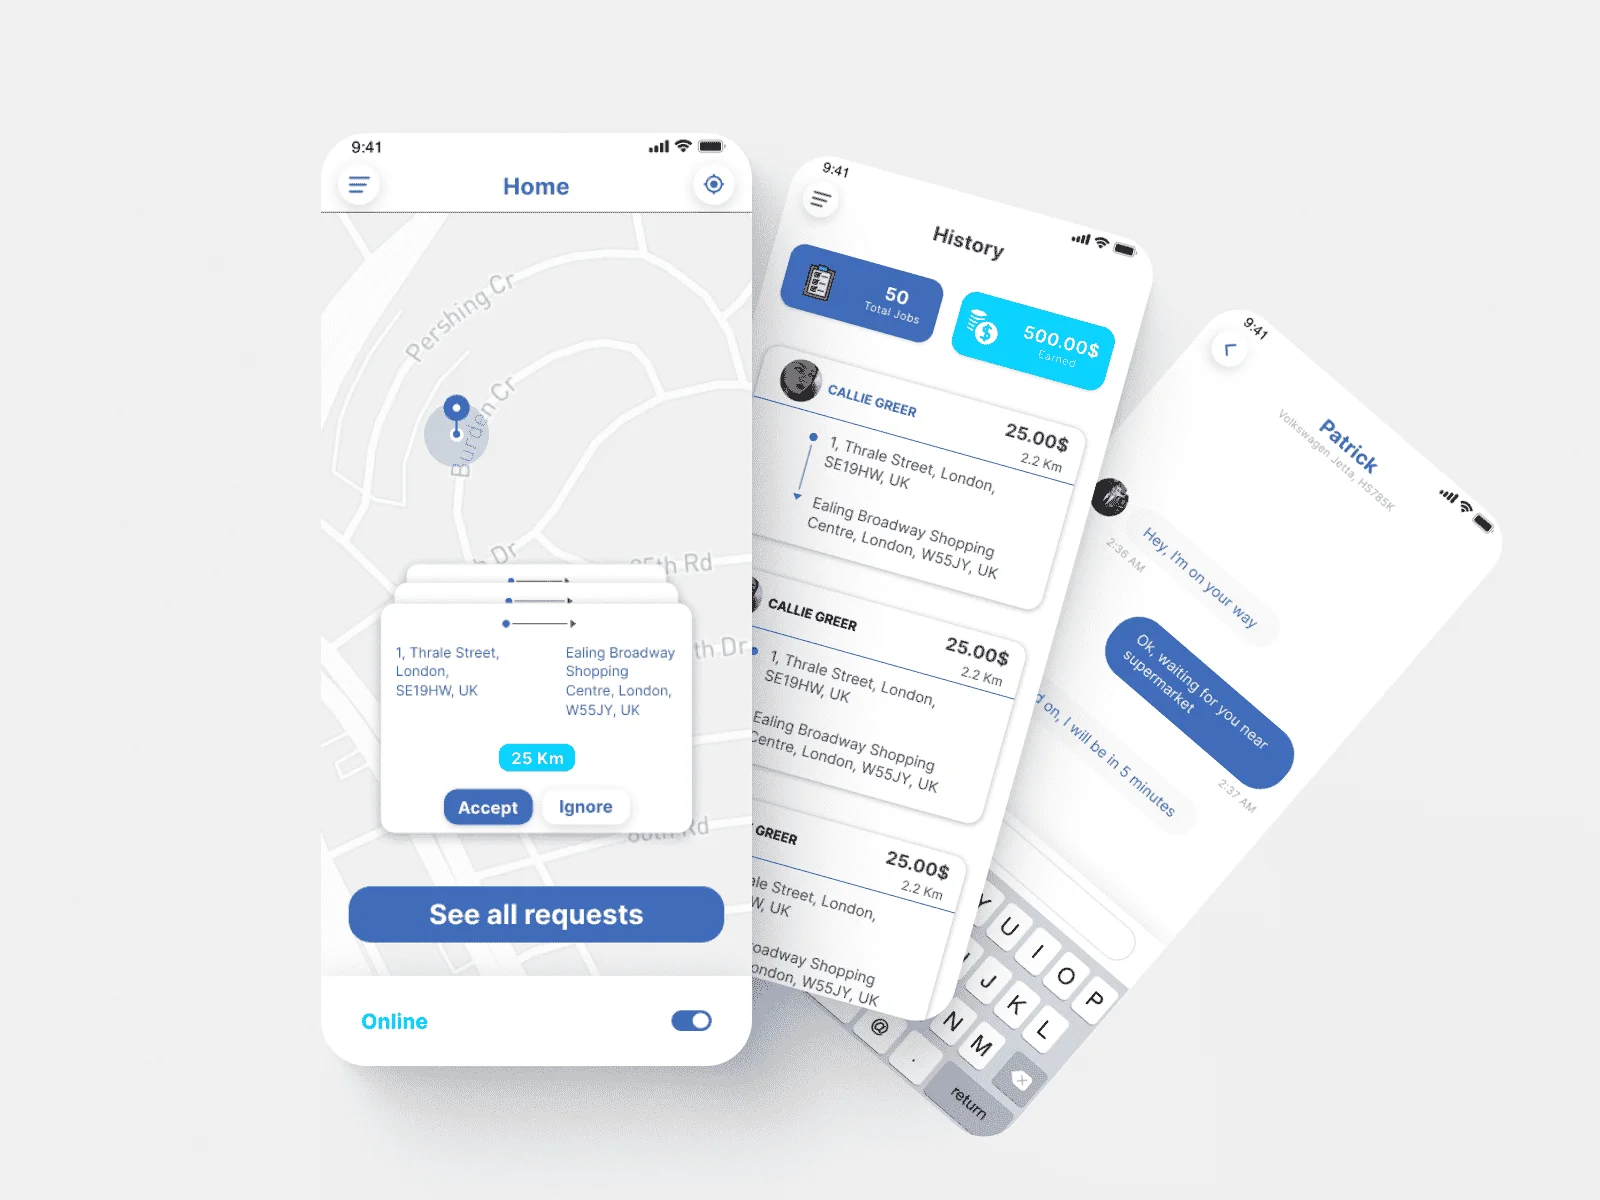 9:41
Home
Pershing Cr
Burden Cr
Dr
Rd
th Dr
1, Thrale Street,
London,
SE19HW, UK
Ealing Broadway
Shopping
Centre, London,
W55JY, UK
25 Km
Accept
Ignore
Rd
See all requests
Online
9:41
History
50
Total Jobs
500.00$
Earned
CALLIE GREER
25.00$
2.2 Km
1, Thrale Street, London,
SE19HW, UK
Ealing Broadway Shopping
Centre, London, W55JY, UK
CALLIE GREER
25.00$
2.2 Km
1, Thrale Street, London,
SE19HW, UK
Ealing Broadway Shopping
Centre, London, W55JY, UK
GREER
25.00$
2.2 Km
Street, London,
UK
Shopping
London, W55JY, UK
9:41
Patrick
Volkswagen Jetta, HS785K
Hey, I'm on your way
2:36 AM
Ok, waiting for you near
supermarket
2:37 AM
on, I will be in 5 minutes
Y U I O P
J K L
N M
@ . return